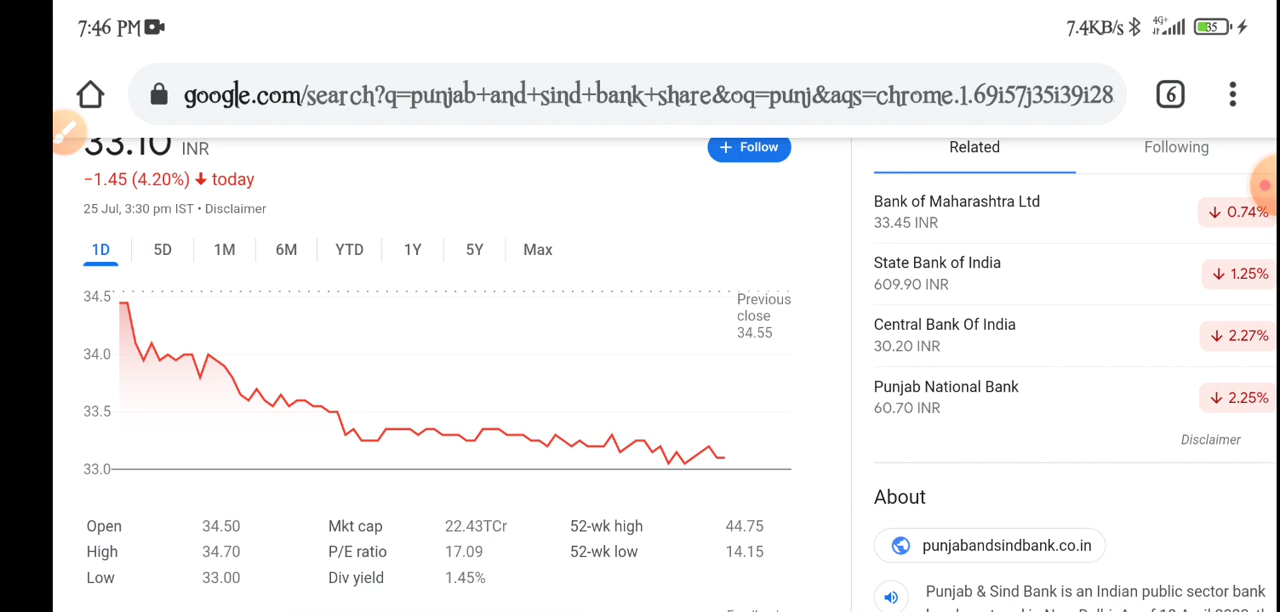 7:46 PM
7.4KB/s 4G+ 35
google.com/search?q=punjab+and+sind+bank+share&oq=punj&aqs=chrome.1.69i57j35i39i28
6
33.10 INR
+ Follow
−1.45 (4.20%) ↓ today
25 Jul, 3:30 pm IST • Disclaimer
1D 5D 1M 6M YTD 1Y 5Y Max
34.5
34.0
33.5
33.0
Previous
close
34.55
Open 34.50 Mkt cap 22.43TCr 52-wk high 44.75
High 34.70 P/E ratio 17.09 52-wk low 14.15
Low 33.00 Div yield 1.45%
Related Following
Bank of Maharashtra Ltd
33.45 INR
↓ 0.74%
State Bank of India
609.90 INR
↓ 1.25%
Central Bank Of India
30.20 INR
↓ 2.27%
Punjab National Bank
60.70 INR
↓ 2.25%
Disclaimer
About
punjabandsindbank.co.in
Punjab & Sind Bank is an Indian public sector bank